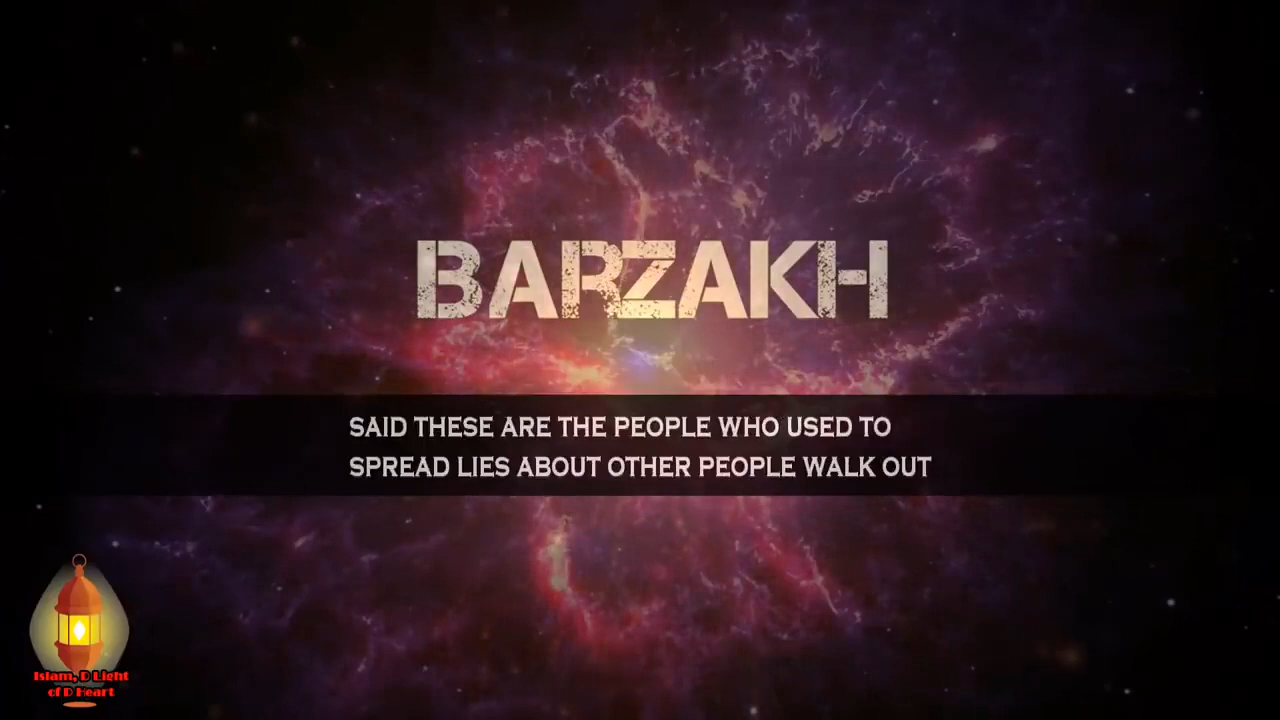 BARZAKH
SAID THESE ARE THE PEOPLE WHO USED TO
SPREAD LIES ABOUT OTHER PEOPLE WALK OUT
Islam, D Light
of D Heart